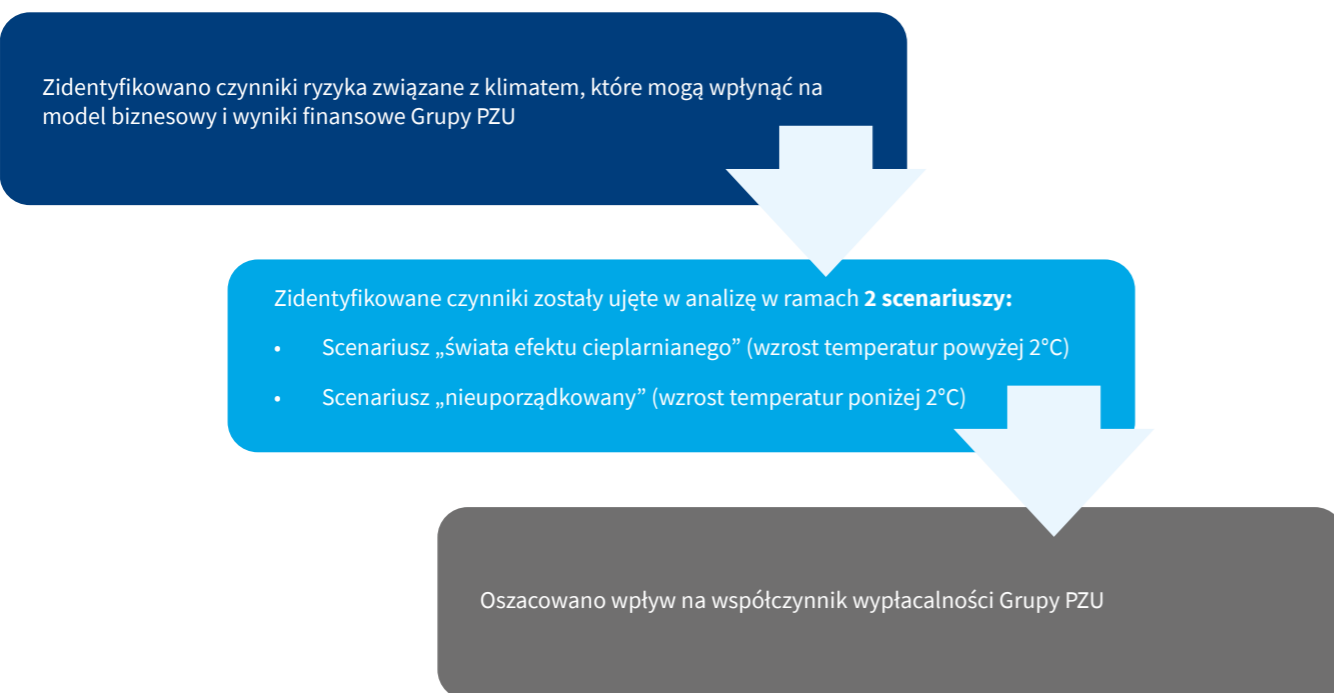 Zidentyfikowano czynniki ryzyka związane z klimatem, które mogą wpłynąć na
model biznesowy i wyniki finansowe Grupy PZU
Zidentyfikowane czynniki zostały ujęte w analizę w ramach 2 scenariuszy:
• Scenariusz „świata efektu cieplarnianego” (wzrost temperatur powyżej 2°C)
• Scenariusz „nieuporządkowany” (wzrost temperatur poniżej 2°C)
Oszacowano wpływ na współczynnik wypłacalności Grupy PZU